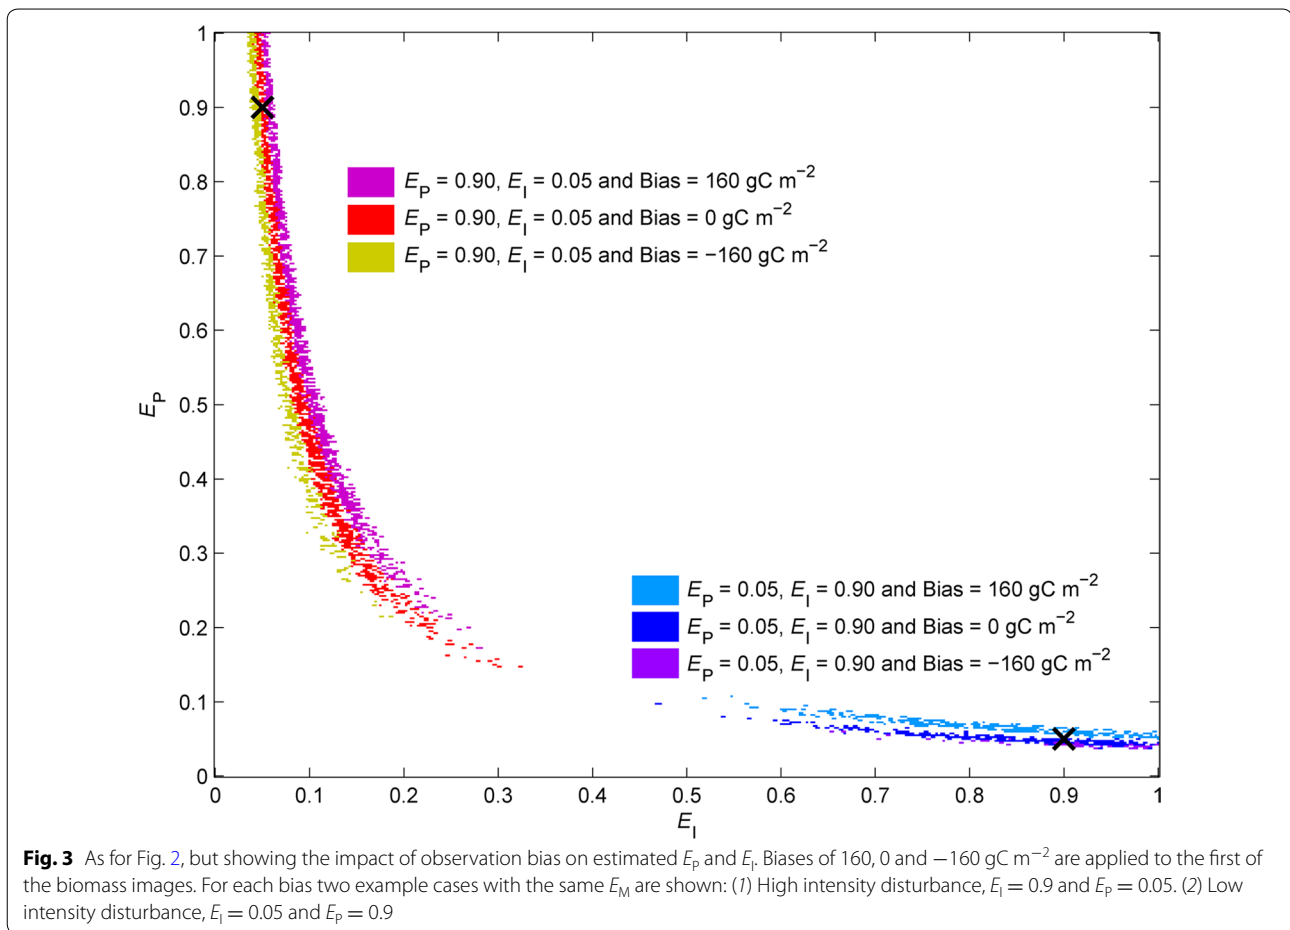 1
0.9
0.8
0.7
0.6
0.5
0.4
0.3
0.2
0.1
0
E_P
E_P = 0.90, E_I = 0.05 and Bias = 160 gC m⁻²
E_P = 0.90, E_I = 0.05 and Bias = 0 gC m⁻²
E_P = 0.90, E_I = 0.05 and Bias = −160 gC m⁻²
E_P = 0.05, E_I = 0.90 and Bias = 160 gC m⁻²
E_P = 0.05, E_I = 0.90 and Bias = 0 gC m⁻²
E_P = 0.05, E_I = 0.90 and Bias = −160 gC m⁻²
0 0.1 0.2 0.3 0.4 0.5 0.6 0.7 0.8 0.9 1
E_I
Fig. 3 As for Fig. 2, but showing the impact of observation bias on estimated E_P and E_I. Biases of 160, 0 and −160 gC m⁻² are applied to the first of
the biomass images. For each bias two example cases with the same E_M are shown: (1) High intensity disturbance, E_I = 0.9 and E_P = 0.05. (2) Low
intensity disturbance, E_I = 0.05 and E_P = 0.9